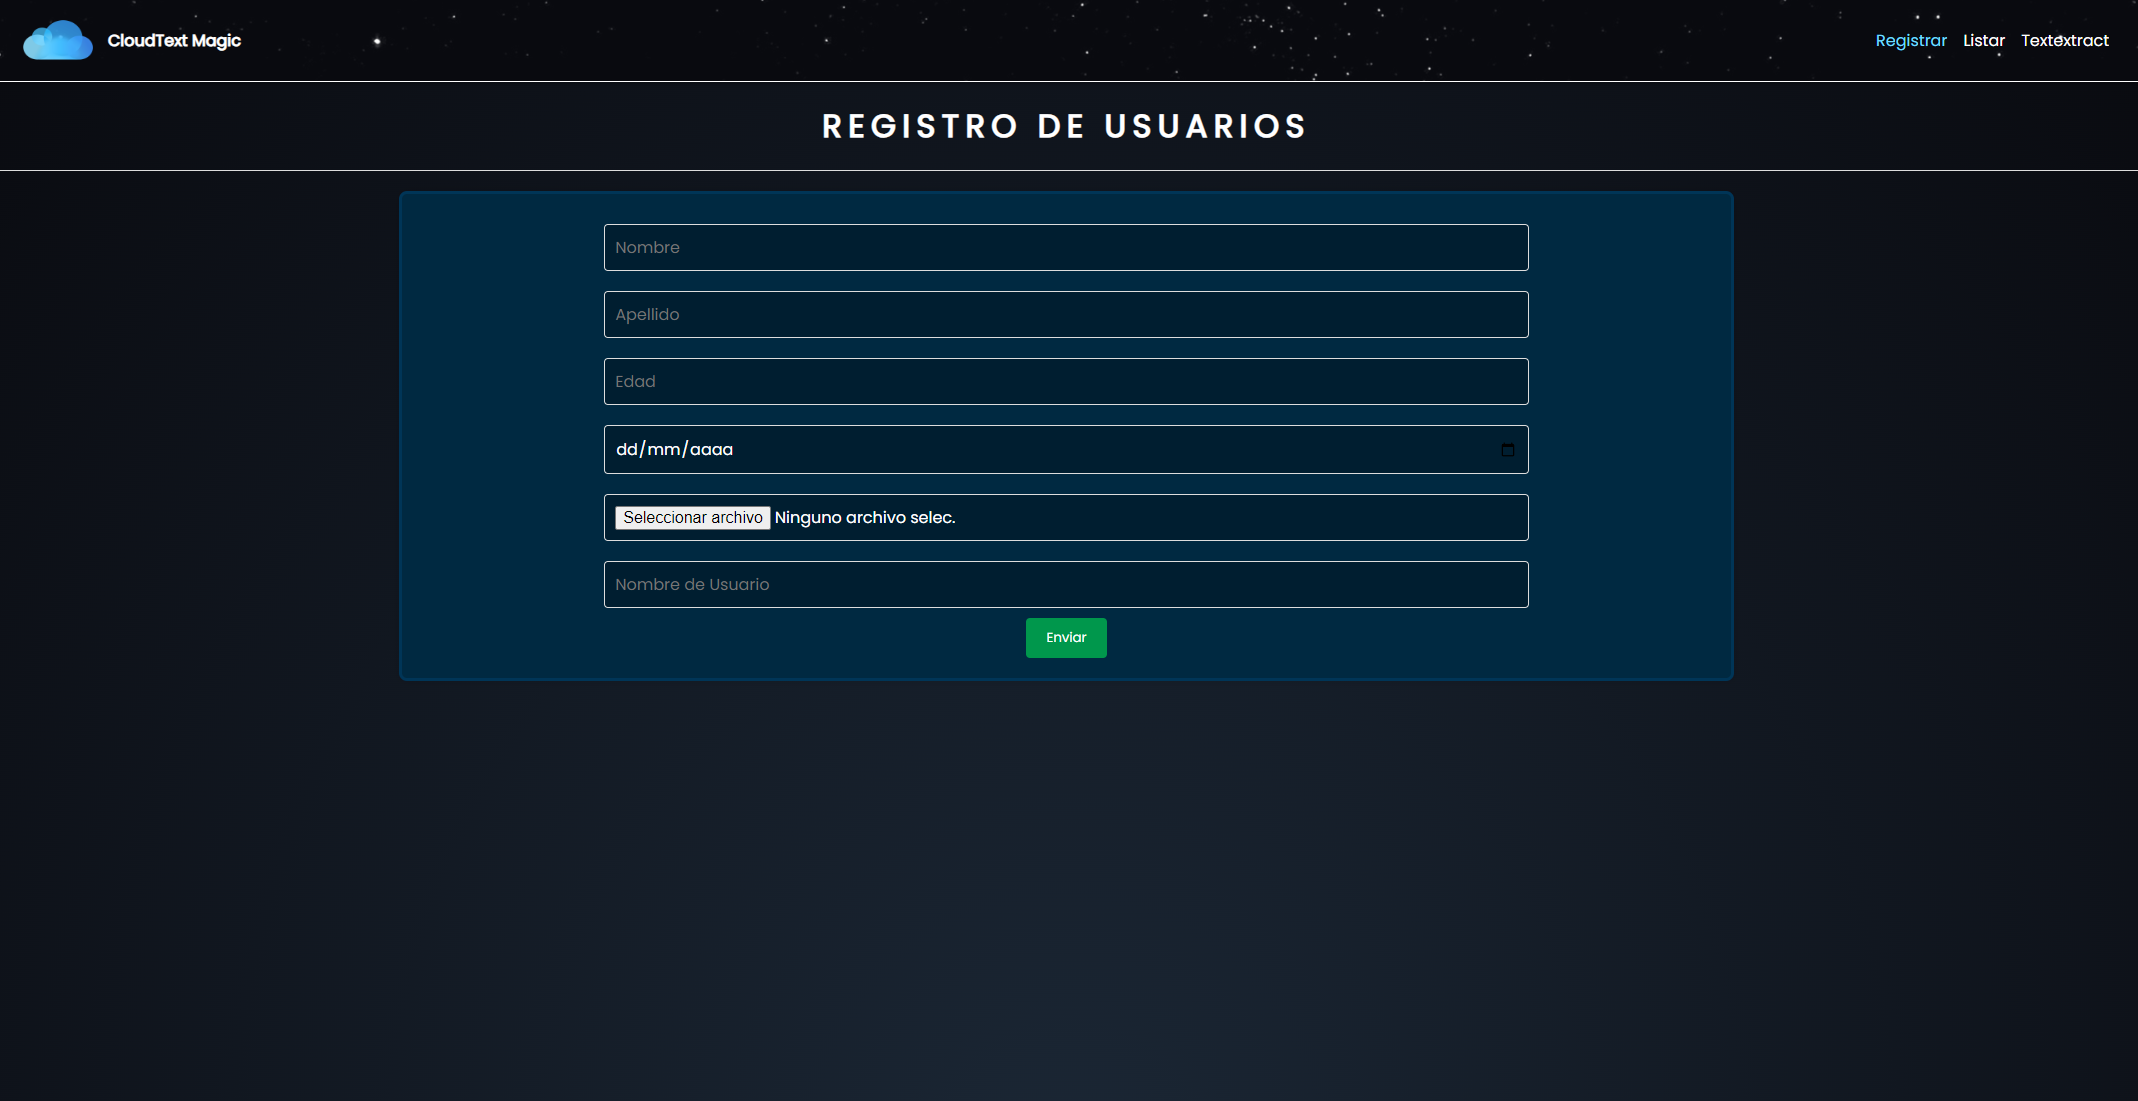 CloudText Magic
Registrar Listar Textextract
REGISTRO DE USUARIOS
Nombre
Apellido
Edad
dd/mm/aaaa
Seleccionar archivo Ninguno archivo selec.
Nombre de Usuario
Enviar